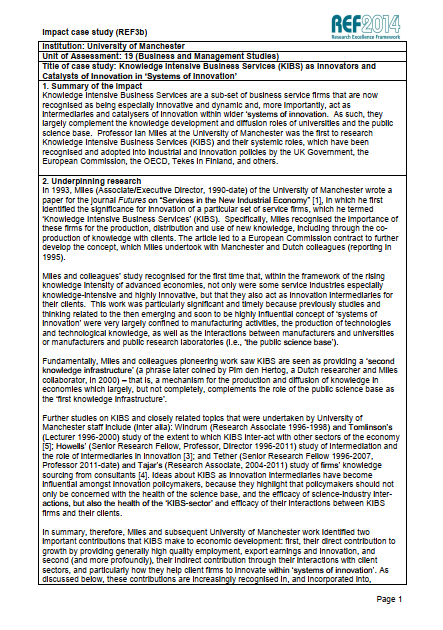 Impact case study (REF3b)
REF2014
Research Excellence Framework
Institution: University of Manchester
Unit of Assessment: 19 (Business and Management Studies)
Title of case study: Knowledge Intensive Business Services (KIBS) as Innovators and
Catalysts of Innovation in 'Systems of Innovation'
1. Summary of the impact
Knowledge Intensive Business Services are a sub-set of business service firms that are now
recognised as being especially innovative and dynamic and, more importantly, act as
intermediaries and catalysers of innovation within wider 'systems of innovation. As such, they
largely complement the knowledge development and diffusion roles of universities and the public
science base. Professor Ian Miles at the University of Manchester was the first to research
Knowledge Intensive Business Services (KIBS) and their systemic roles, which have been
recognised and adopted into industrial and innovation policies by the UK Government, the
European Commission, the OECD, Tekes in Finland, and others.
2. Underpinning research
In 1993, Miles (Associate/Executive Director, 1990-date) of the University of Manchester wrote a
paper for the journal Futures on "Services in the New Industrial Economy" [1], in which he first
identified the significance for innovation of a particular set of service firms, which he termed
'Knowledge Intensive Business Services' (KIBS). Specifically, Miles recognised the importance of
these firms for the production, distribution and use of new knowledge, including through the co-
production of knowledge with clients. The article led to a European Commission contract to further
develop the concept, which Miles undertook with Manchester and Dutch colleagues (reporting in
1995).
Miles and colleagues' study recognised for the first time that, within the framework of the rising
knowledge intensity of advanced economies, not only were some service industries especially
knowledge-intensive and highly innovative, but that they also act as innovation intermediaries for
their clients. This work was particularly significant and timely because previously studies and
thinking related to the then emerging and soon to be highly influential concept of 'systems of
innovation' were very largely confined to manufacturing activities, the production of technologies
and technological knowledge, as well as the interactions between manufacturers and universities
or manufacturers and public research laboratories (i.e., 'the public science base').
Fundamentally, Miles and colleagues pioneering work saw KIBS are seen as providing a 'second
knowledge infrastructure' (a phrase later coined by Pim den Hertog, a Dutch researcher and Miles
collaborator, in 2000) – that is, a mechanism for the production and diffusion of knowledge in
economies which largely, but not completely, complements the role of the public science base as
the 'first knowledge infrastructure'.
Further studies on KIBS and closely related topics that were undertaken by University of
Manchester staff include (inter alia): Windrum (Research Associate 1996-1998) and Tomlinson's
(Lecturer 1996-2000) study of the extent to which KIBS inter-act with other sectors of the economy
[5]; Howells' (Senior Research Fellow, Professor, Director 1996-2011) study of intermediation and
the role of intermediaries in innovation [3]; and Tether (Senior Research Fellow 1996-2007,
Professor 2011-date) and Tajar's (Research Associate, 2004-2011) study of firms' knowledge
sourcing from consultants [4]. Ideas about KIBS as innovation intermediaries have become
influential amongst innovation policymakers, because they highlight that policymakers should not
only be concerned with the health of the science base, and the efficacy of science-industry inter-
actions, but also the health of the 'KIBS-sector' and efficacy of their interactions between KIBS
firms and their clients.
In summary, therefore, Miles and subsequent University of Manchester work identified two
important contributions that KIBS make to economic development: first, their direct contribution to
growth by providing generally high quality employment, export earnings and innovation, and
second (and more profoundly), their indirect contribution through their interactions with client
sectors, and particularly how they help client firms to innovate within 'systems of innovation'. As
discussed below, these contributions are increasingly recognised in, and incorporated into,
Page 1